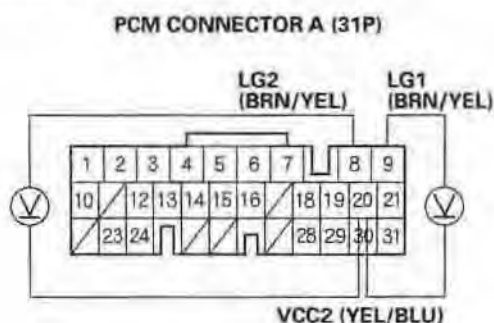 PCM CONNECTOR A (31P)
LG2 LG1
(BRN/YEL) (BRN/YEL)
1 2 3 4 5 6 7 8 9
10 12 13 14 15 16 18 19 20 21
V V
23 24 28 29 30 31
VCC2 (YEL/BLU)